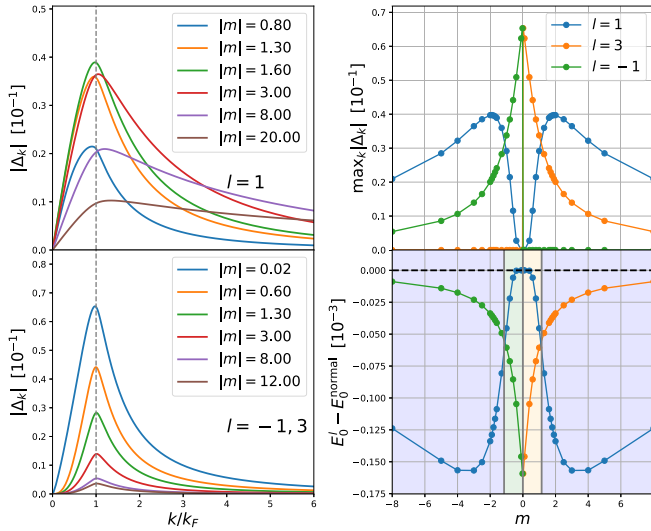 |Δ_k| [10⁻¹]
0.5
0.4
0.3
0.2
0.1
0.0
|m| = 0.80
|m| = 1.30
|m| = 1.60
|m| = 3.00
|m| = 8.00
|m| = 20.00
l = 1
max_k|Δ_k| [10⁻¹]
0.7
0.6
0.5
0.4
0.3
0.2
0.1
0.0
l = 1
l = 3
l = −1
|Δ_k| [10⁻¹]
0.8
0.7
0.6
0.5
0.4
0.3
0.2
0.1
0.0
|m| = 0.02
|m| = 0.60
|m| = 1.30
|m| = 3.00
|m| = 8.00
|m| = 12.00
l = −1, 3
0 1 2 3 4 5 6
k/k_F
E₀ˡ − E₀ⁿᵒʳᵐᵃˡ [10⁻³]
0.000
−0.025
−0.050
−0.075
−0.100
−0.125
−0.150
−0.175
−8 −6 −4 −2 0 2 4 6
m